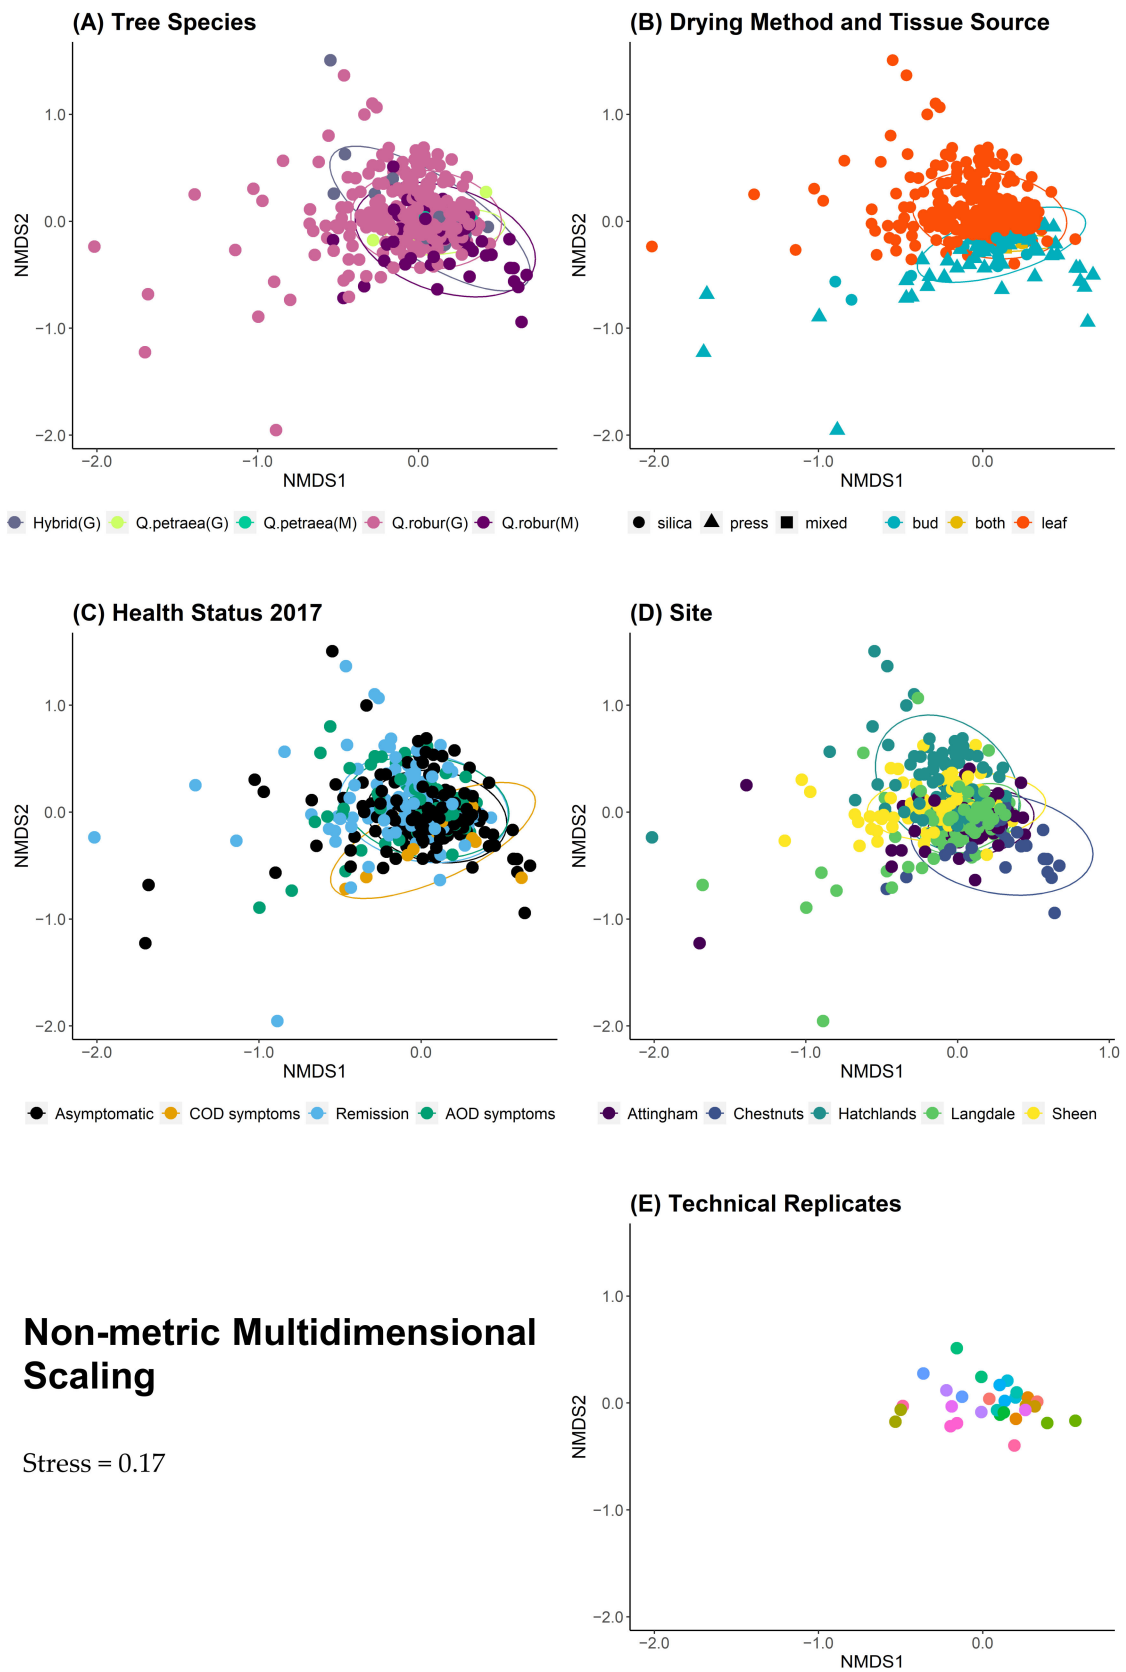 (A) Tree Species
1.0
0.0
−1.0
−2.0
NMDS2
−2.0 −1.0 0.0
NMDS1
Hybrid(G) Q.petraea(G) Q.petraea(M) Q.robur(G) Q.robur(M)
(B) Drying Method and Tissue Source
1.0
0.0
−1.0
−2.0
NMDS2
−2.0 −1.0 0.0
NMDS1
silica press mixed bud both leaf
(C) Health Status 2017
1.0
0.0
−1.0
−2.0
NMDS2
−2.0 −1.0 0.0
NMDS1
Asymptomatic COD symptoms Remission AOD symptoms
(D) Site
1.0
0.0
−1.0
−2.0
NMDS2
−2.0 −1.0 0.0 1.0
NMDS1
Attingham Chestnuts Hatchlands Langdale Sheen
Non-metric Multidimensional
Scaling
Stress = 0.17
(E) Technical Replicates
1.0
0.0
−1.0
−2.0
NMDS2
−2.0 −1.0 0.0
NMDS1